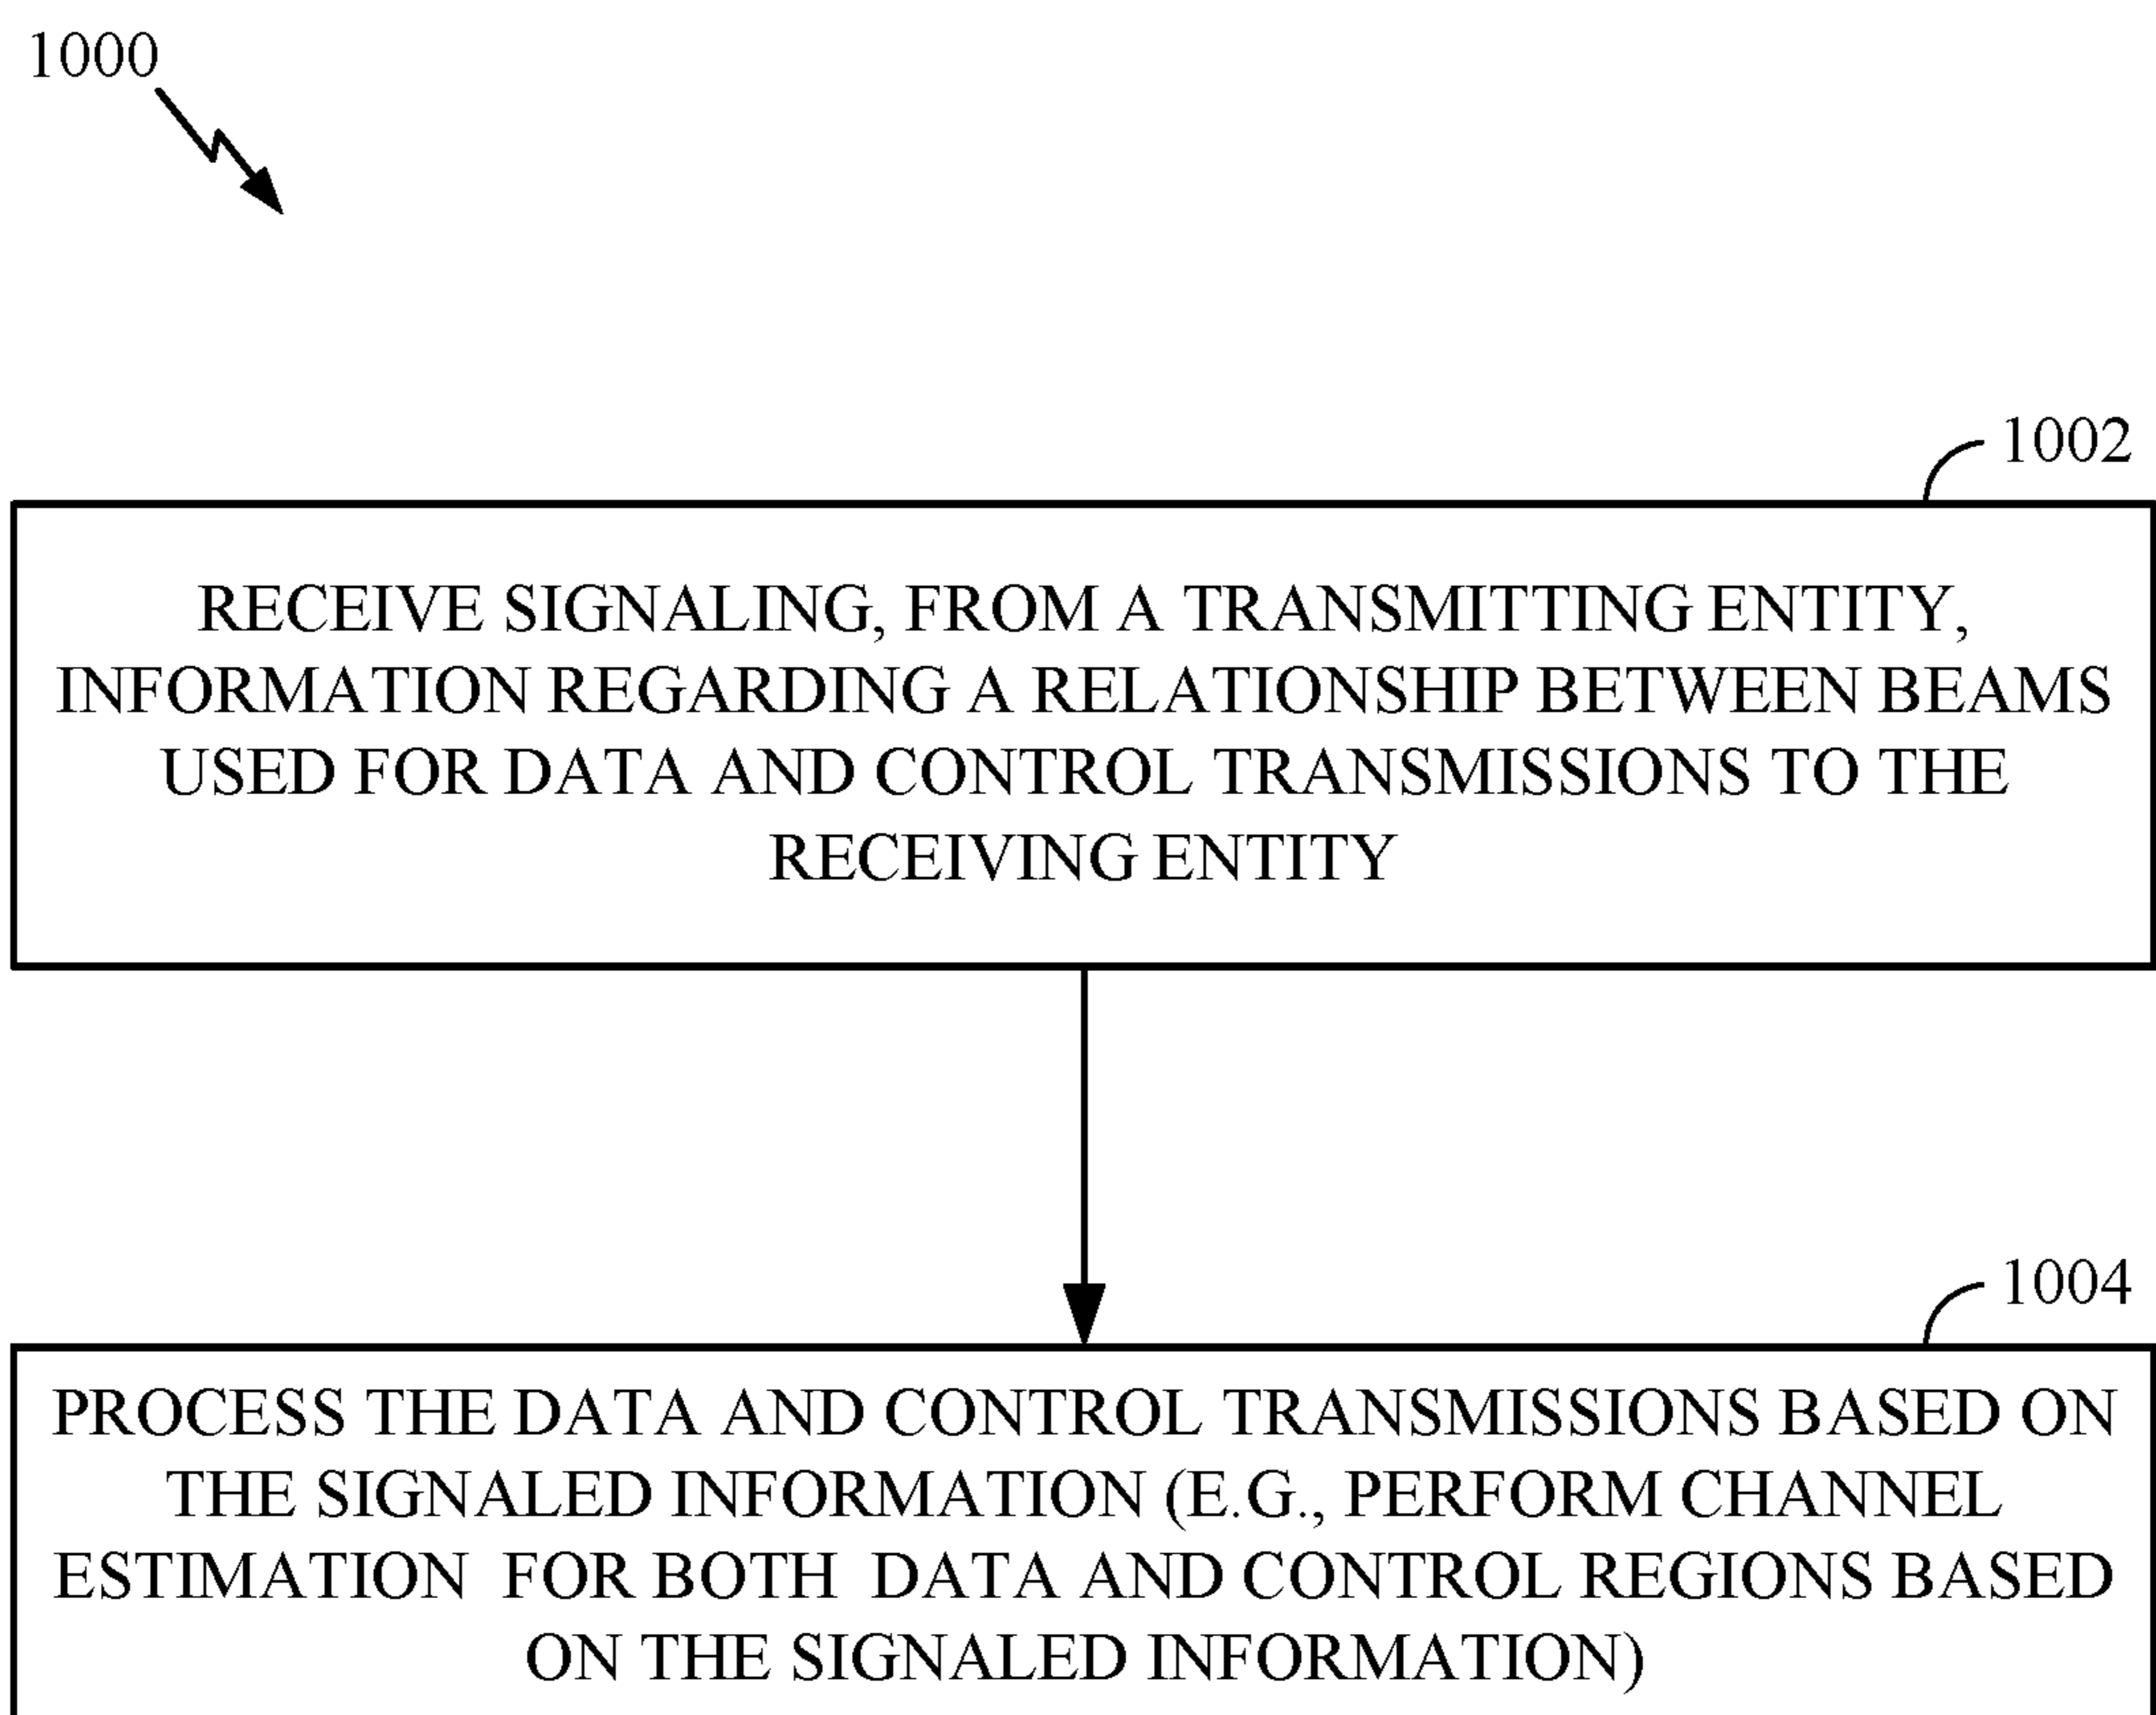 1000
1002
RECEIVE SIGNALING, FROM A TRANSMITTING ENTITY,
INFORMATION REGARDING A RELATIONSHIP BETWEEN BEAMS
USED FOR DATA AND CONTROL TRANSMISSIONS TO THE
RECEIVING ENTITY
1004
PROCESS THE DATA AND CONTROL TRANSMISSIONS BASED ON
THE SIGNALED INFORMATION (E.G., PERFORM CHANNEL
ESTIMATION FOR BOTH DATA AND CONTROL REGIONS BASED
ON THE SIGNALED INFORMATION)